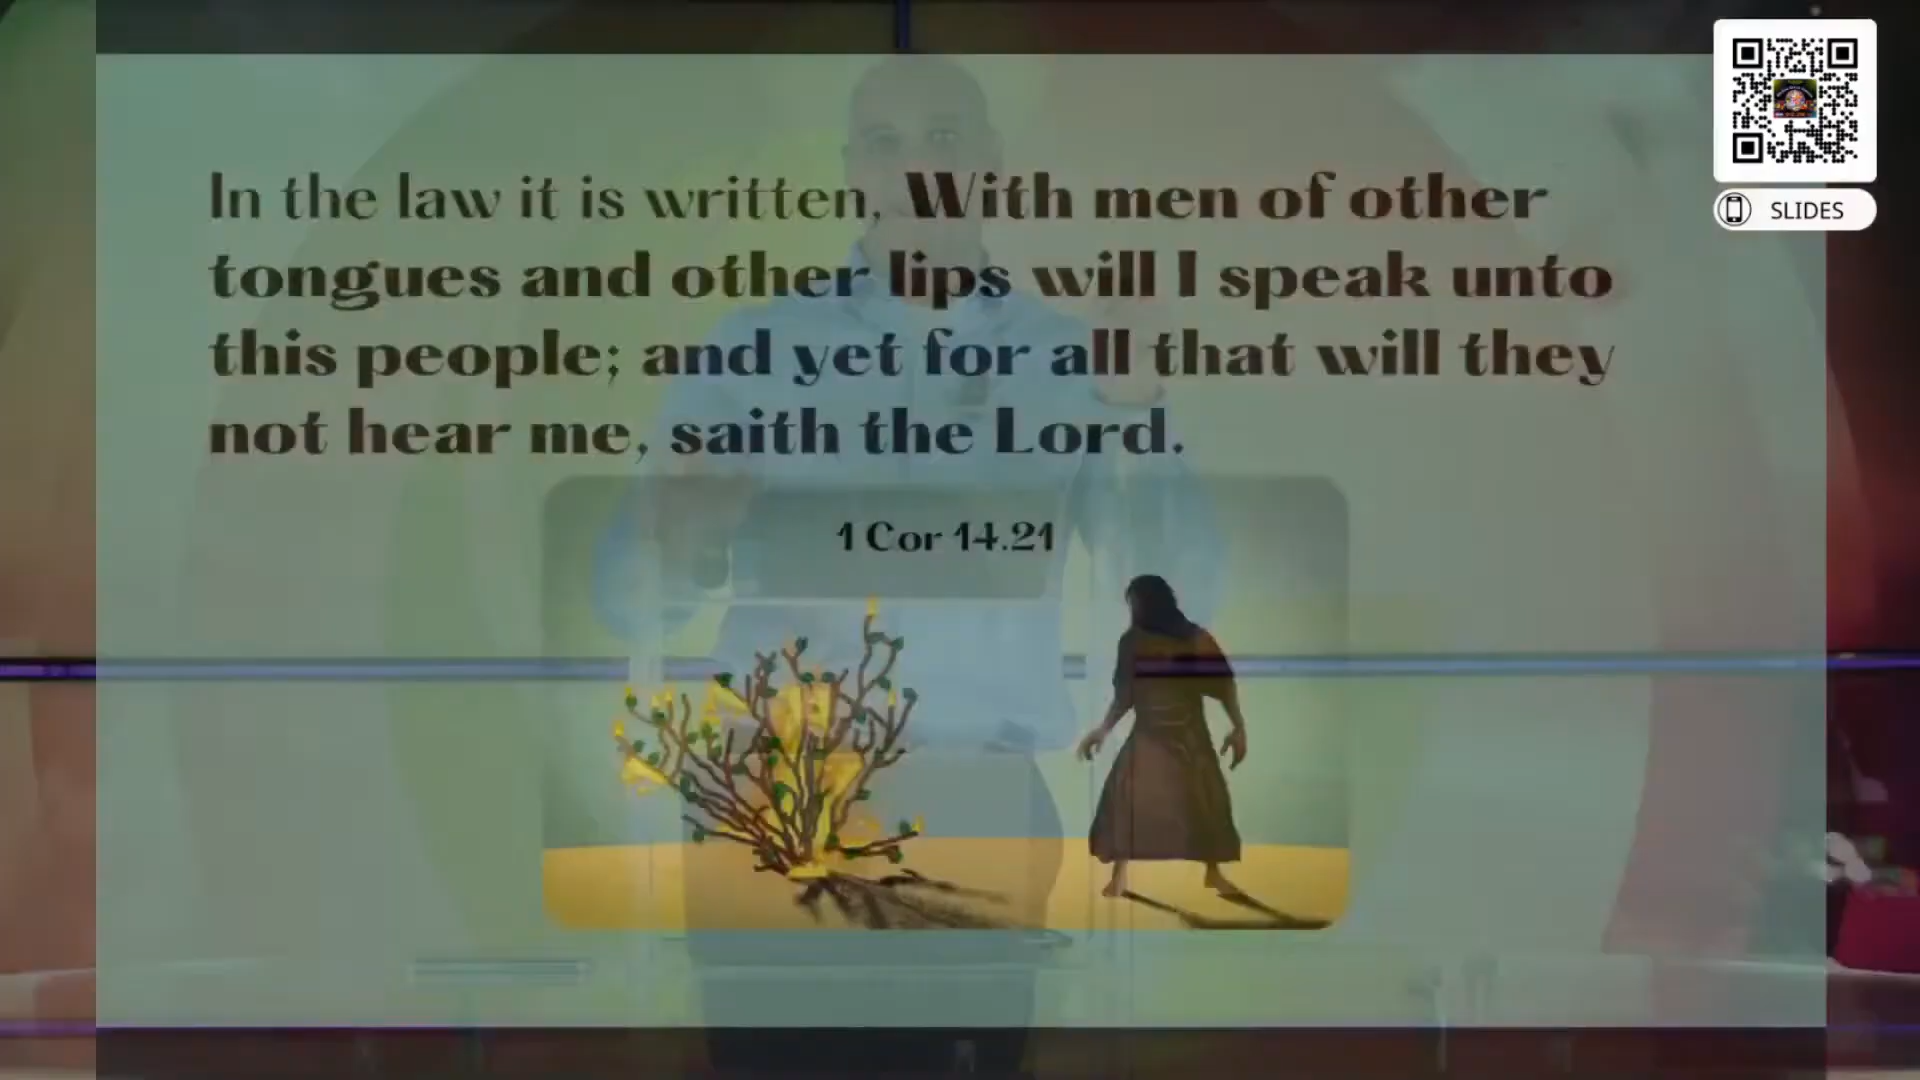 In the law it is written, With men of other
tongues and other lips will I speak unto
this people; and yet for all that will they
not hear me, saith the Lord.
1 Cor 14.21
SLIDES